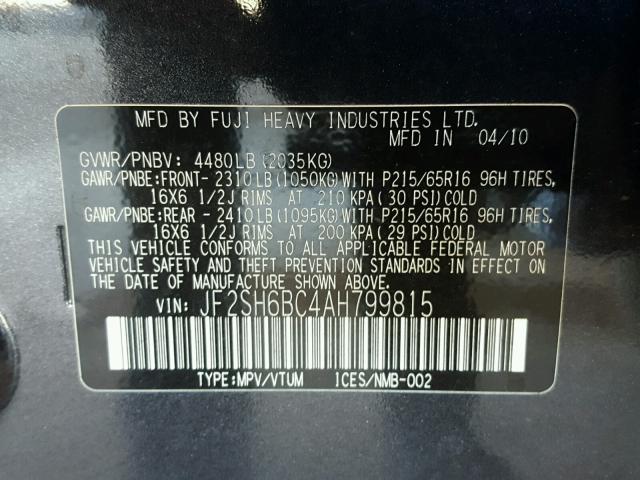 MFD BY FUJI HEAVY INDUSTRIES LTD.
MFD IN 04/10
GVWR/PNBV: 4480LB (2035KG)
GAWR/PNBE:FRONT- 2310LB (1050KG) WITH P215/65R16 96H TIRES,
16X6 1/2J RIMS AT 210 KPA (30 PSI) COLD
GAWR/PNBE:REAR - 2410LB (1095KG) WITH P215/65R16 96H TIRES,
16X6 1/2J RIMS AT 200 KPA (29 PSI) COLD
THIS VEHICLE CONFORMS TO ALL APPLICABLE FEDERAL MOTOR
VEHICLE SAFETY AND THEFT PREVENTION STANDARDS IN EFFECT ON
THE DATE OF MANUFACTURE SHOWN ABOVE.
VIN: JF2SH6BC4AH799815
TYPE:MPV/VTUM ICES/NMB-002